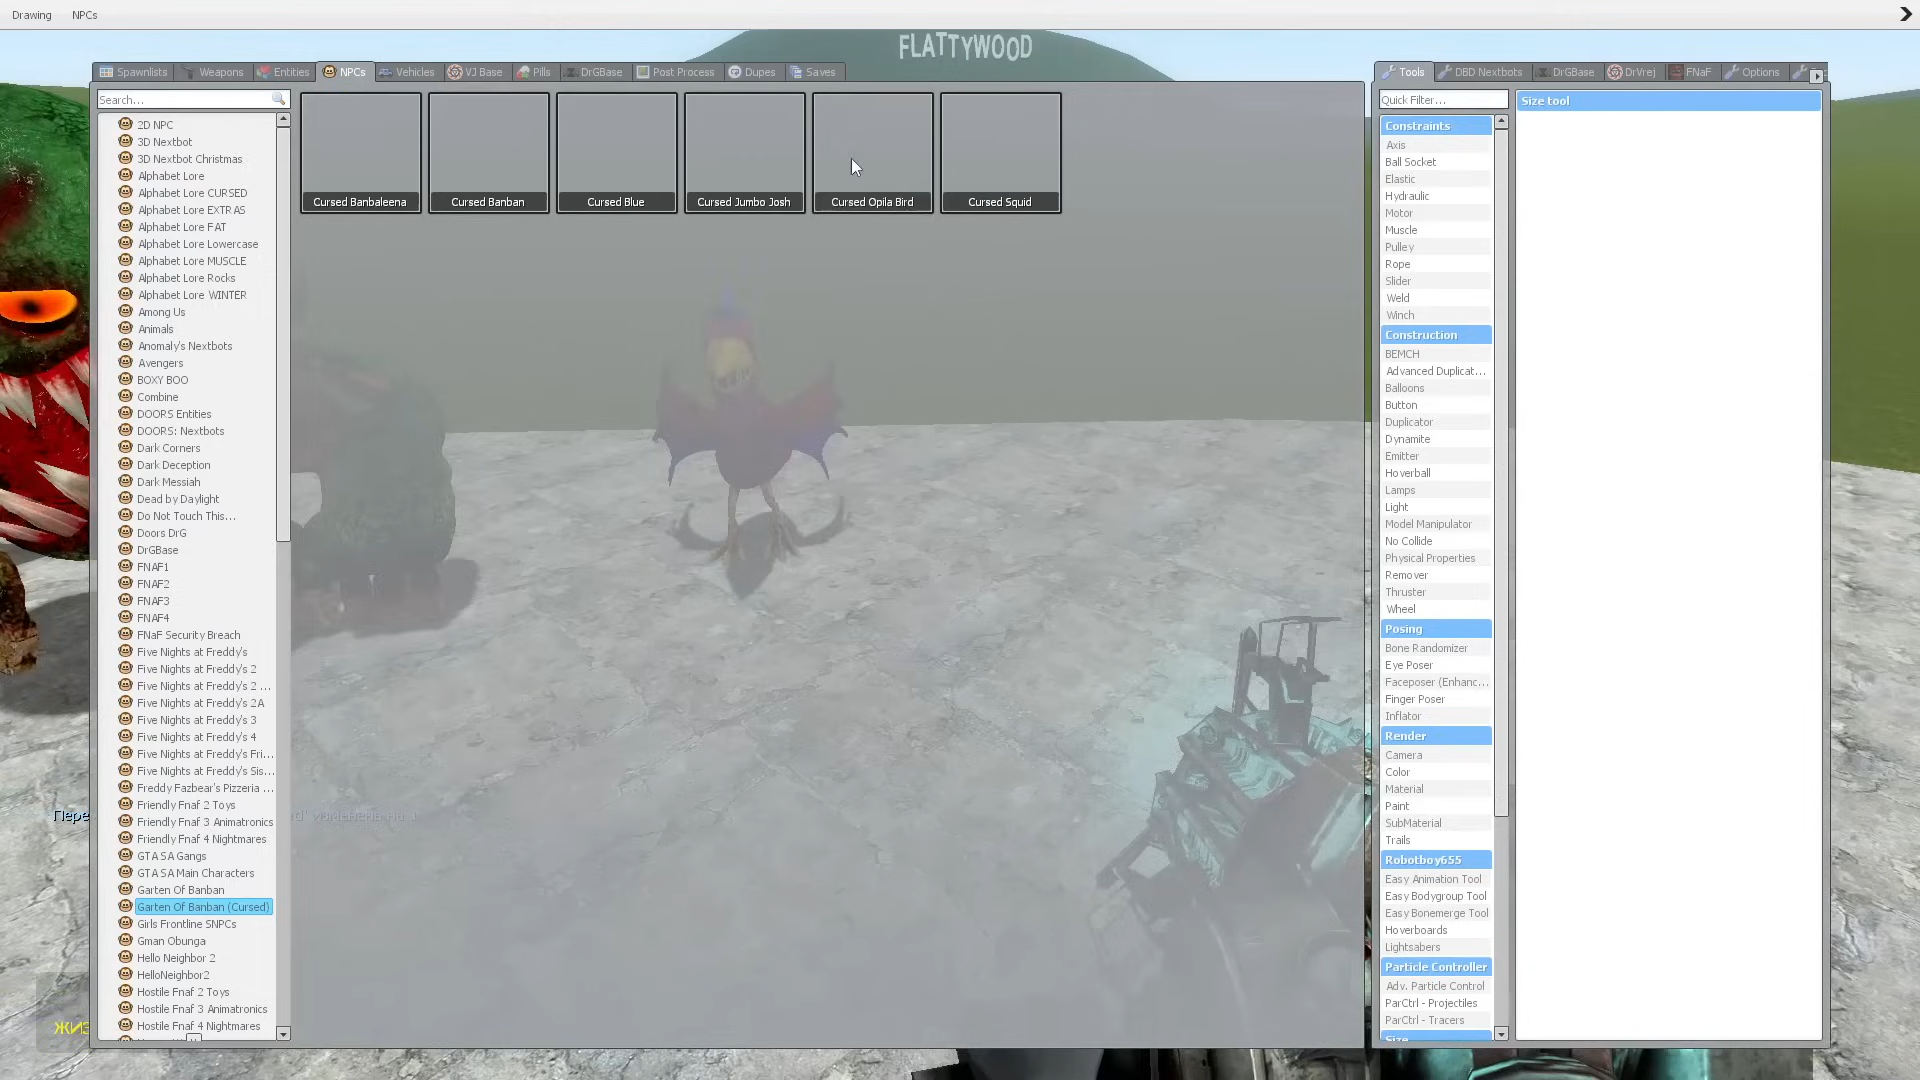 Drawing NPCs
FLATTYWOOD
Spawnlists Weapons Entities NPCs Vehicles VJ Base Pills DrGBase Post Process Dupes Saves
Search...
2D NPC
3D Nextbot
3D Nextbot Christmas
Alphabet Lore
Alphabet Lore CURSED
Alphabet Lore EXTRAS
Alphabet Lore FAT
Alphabet Lore Lowercase
Alphabet Lore MUSCLE
Alphabet Lore Rocks
Alphabet Lore WINTER
Among Us
Animals
Anomaly's Nextbots
Avengers
BOXY BOO
Combine
DOORS Entities
DOORS: Nextbots
Dark Corners
Dark Deception
Dark Messiah
Dead by Daylight
Do Not Touch This...
Doors DrG
DrGBase
FNAF1
FNAF2
FNAF3
FNAF4
FNaF Security Breach
Five Nights at Freddy's
Five Nights at Freddy's 2
Five Nights at Freddy's 2 ...
Five Nights at Freddy's 2A
Five Nights at Freddy's 3
Five Nights at Freddy's 4
Five Nights at Freddy's Fri...
Five Nights at Freddy's Sis...
Freddy Fazbear's Pizzeria ...
Friendly Fnaf 2 Toys
Friendly Fnaf 3 Animatronics
Friendly Fnaf 4 Nightmares
GTA SA Gangs
GTA SA Main Characters
Garten Of Banban
Garten Of Banban (Cursed)
Girls Frontline SNPCs
Gman Obunga
Hello Neighbor 2
HelloNeighbor2
Hostile Fnaf 2 Toys
Hostile Fnaf 3 Animatronics
Hostile Fnaf 4 Nightmares
Cursed Banbaleena
Cursed Banban
Cursed Blue
Cursed Jumbo Josh
Cursed Opila Bird
Cursed Squid
Пере
ed" изменена на 1
ЖИЗ
Tools DBD Nextbots DrGBase DrVrej FNaF Options
Quick Filter...
Constraints
Axis
Ball Socket
Elastic
Hydraulic
Motor
Muscle
Pulley
Rope
Slider
Weld
Winch
Construction
BEMCH
Advanced Duplicat...
Balloons
Button
Duplicator
Dynamite
Emitter
Hoverball
Lamps
Light
Model Manipulator
No Collide
Physical Properties
Remover
Thruster
Wheel
Posing
Bone Randomizer
Eye Poser
Faceposer (Enhanc...
Finger Poser
Inflator
Render
Camera
Color
Material
Paint
SubMaterial
Trails
Robotboy655
Easy Animation Tool
Easy Bodygroup Tool
Easy Bonemerge Tool
Hoverboards
Lightsabers
Particle Controller
Adv. Particle Control
ParCtrl - Projectiles
ParCtrl - Tracers
Size
Size tool